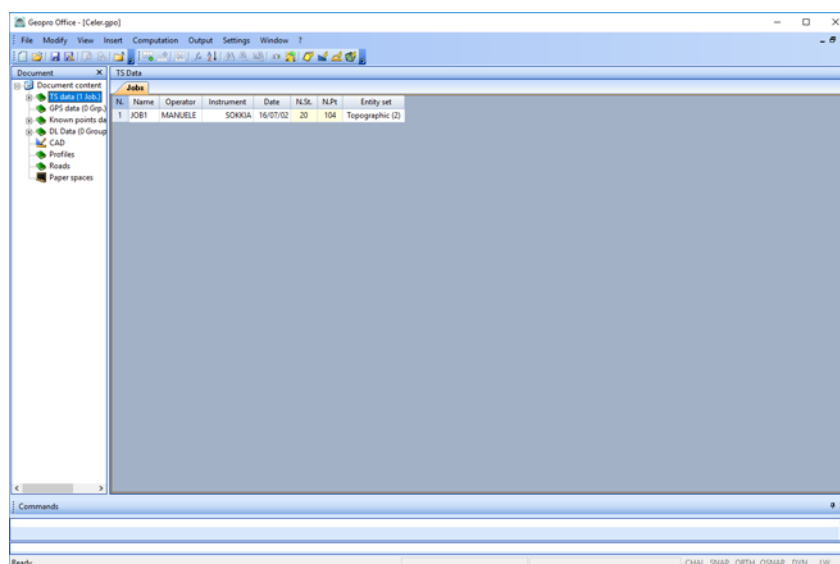 Geopro Office - [Celer.gpo]
File Modify View Insert Computation Output Settings Window ?
Document
TS Data
Document content
Jobs
TS data (1 Job.)
GPS data (0 Grp.)
Known points da
DL Data (0 Group
CAD
Profiles
Roads
Paper spaces
N. Name Operator Instrument Date N.St. N.Pt Entity set
1 JOB1 MANUELE SOKKIA 16/07/02 20 104 Topographic (2)
Commands
Ready
SNAP ORTH OSNAP DYN LW